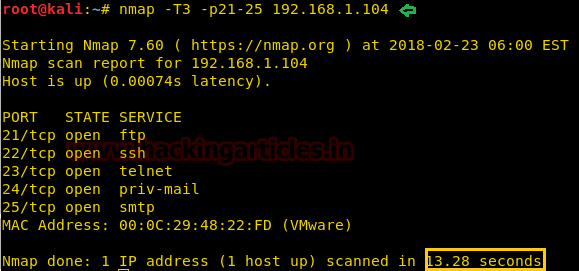 root@kali:~# nmap -T3 -p21-25 192.168.1.104
Starting Nmap 7.60 ( https://nmap.org ) at 2018-02-23 06:00 EST
Nmap scan report for 192.168.1.104
Host is up (0.00074s latency).
PORT   STATE SERVICE
21/tcp open  ftp
22/tcp open  ssh
23/tcp open  telnet
24/tcp open  priv-mail
25/tcp open  smtp
MAC Address: 00:0C:29:48:22:FD (VMware)
Nmap done: 1 IP address (1 host up) scanned in 13.28 seconds
www.hackingarticles.in